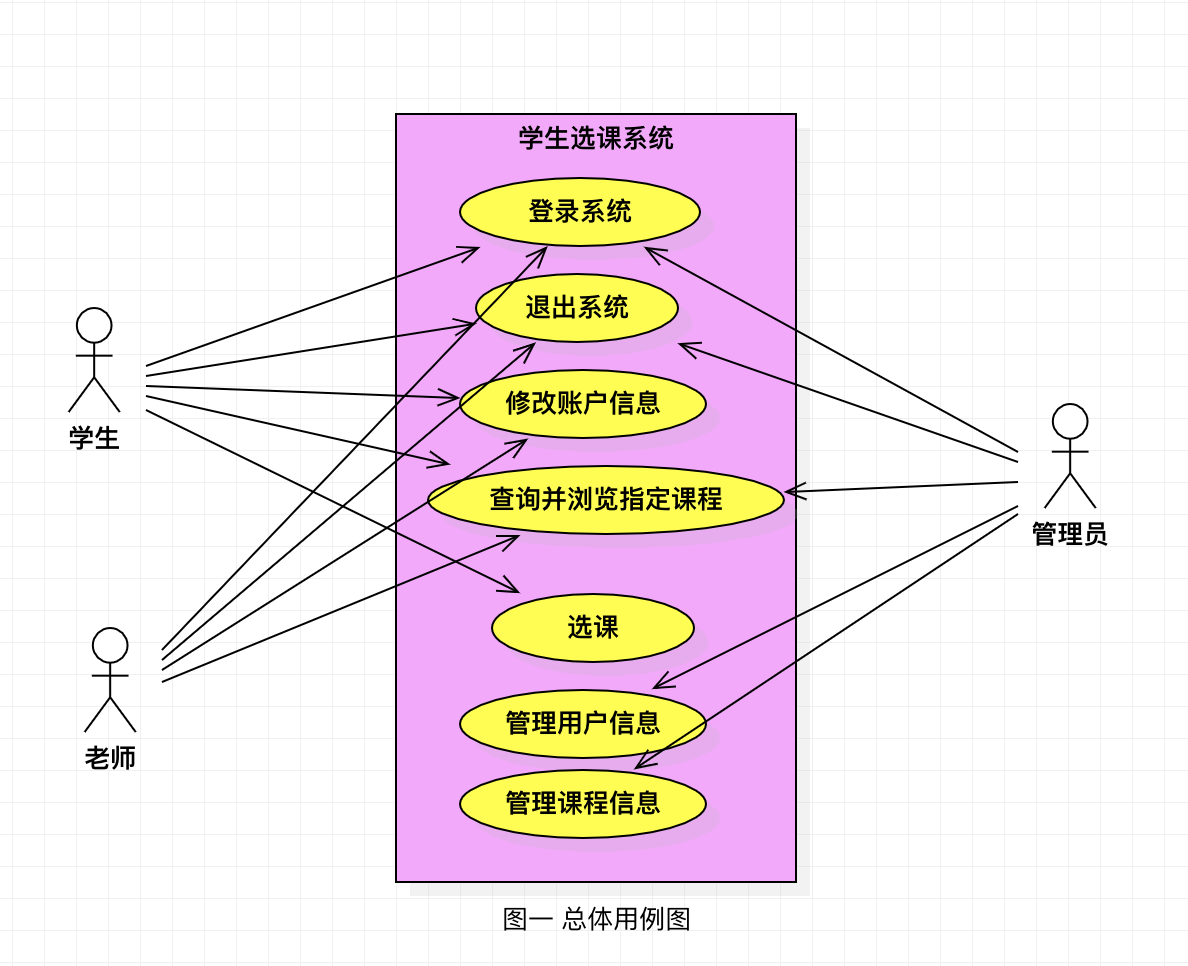 学生选课系统
登录系统
退出系统
修改账户信息
学生
查询并浏览指定课程
管理员
选课
管理用户信息
老师
管理课程信息
图一 总体用例图